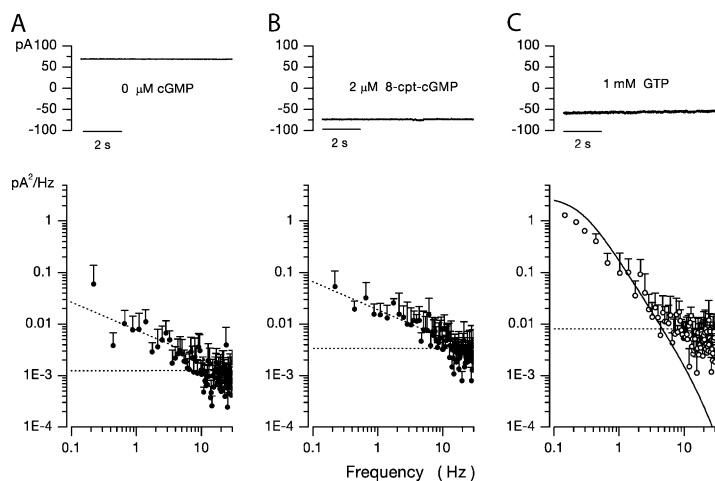 A
B
C
pA
100
50
0
-50
-100
0 μM cGMP
2 s
100
50
0
-50
-100
2 μM 8-cpt-cGMP
2 s
100
50
0
-50
-100
1 mM GTP
2 s
pA²/Hz
1
0.1
0.01
1E-3
1E-4
0.1
1
10
1
0.1
0.01
1E-3
1E-4
0.1
1
10
1
0.1
0.01
1E-3
1E-4
0.1
1
10
Frequency (Hz)